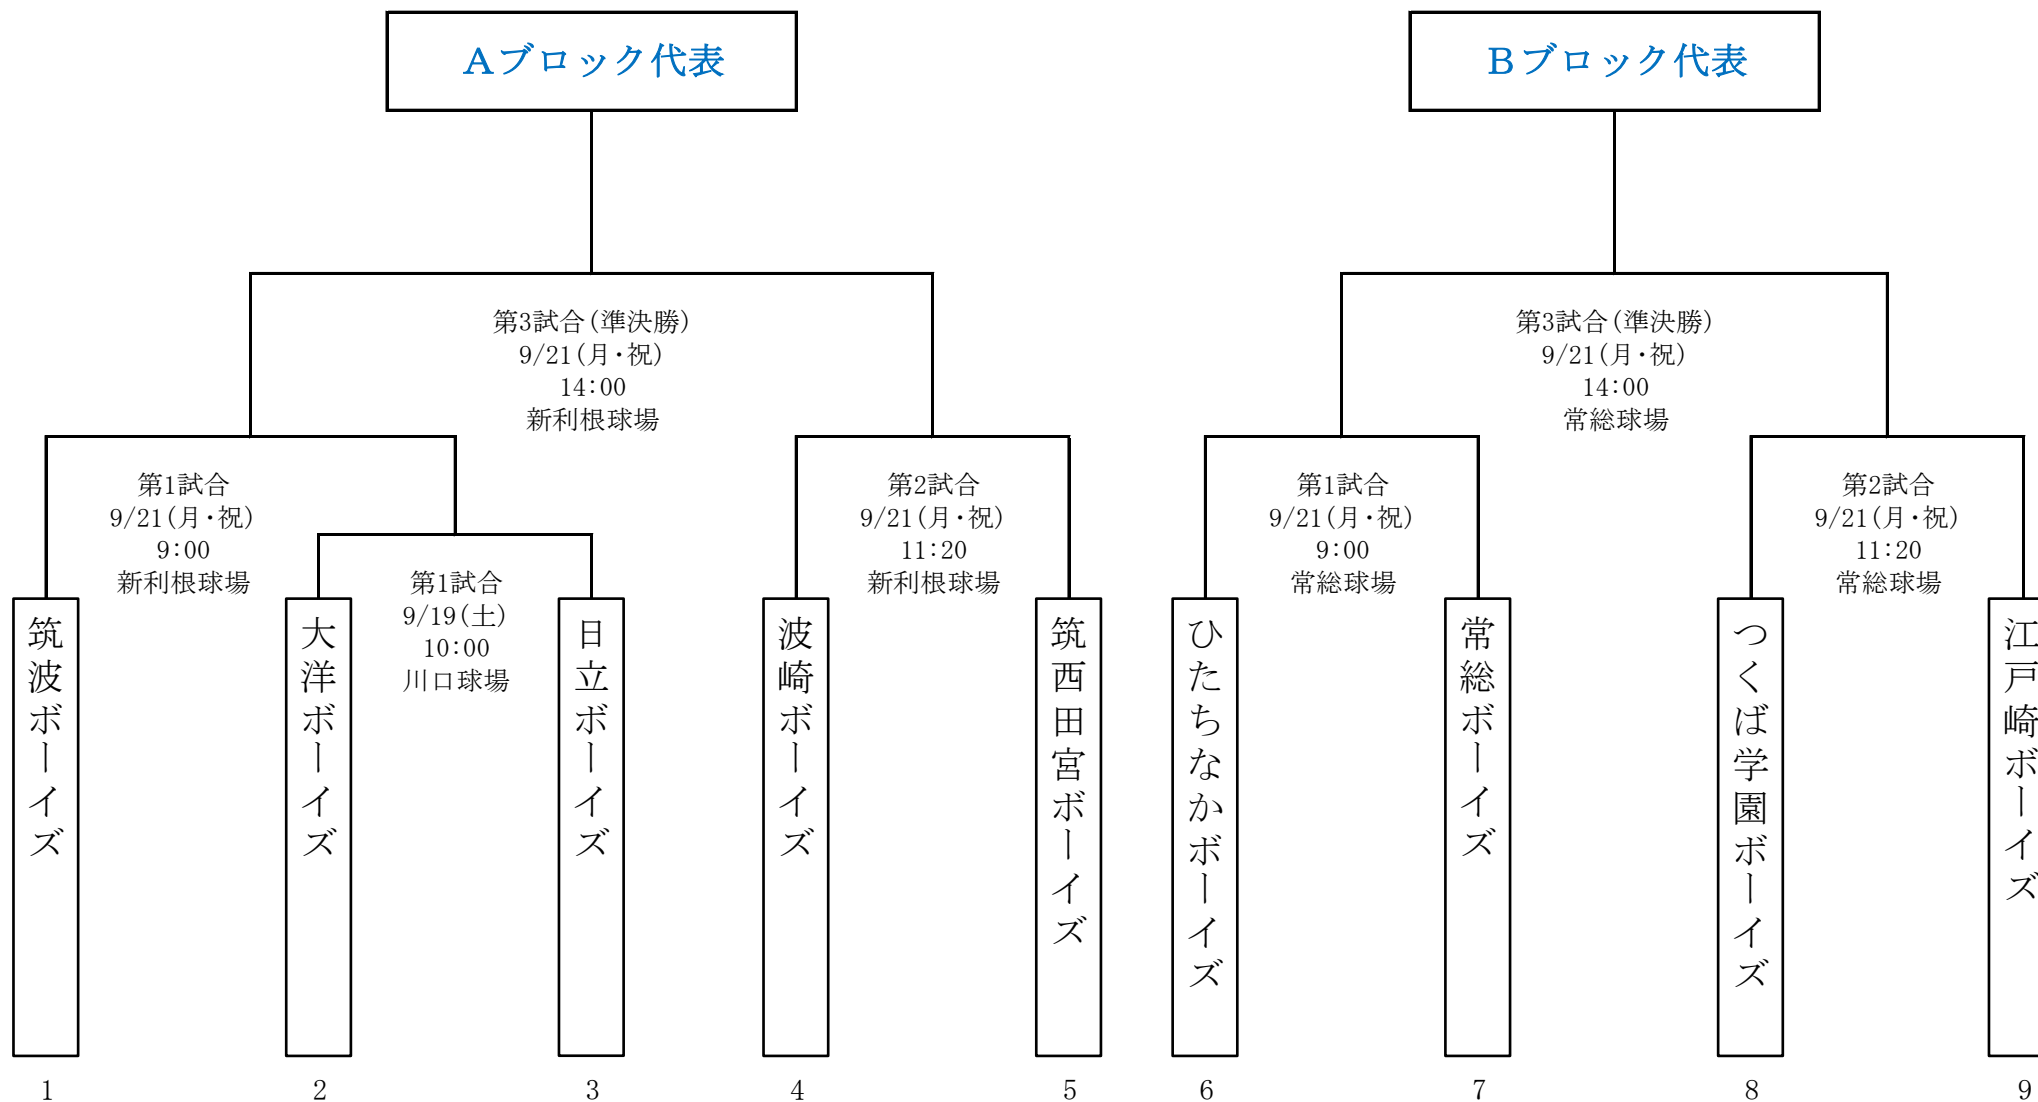 Aブロック代表
Bブロック代表
第3試合(準決勝)
9/21(月・祝)
14:00
新利根球場
第3試合(準決勝)
9/21(月・祝)
14:00
常総球場
第1試合
9/21(月・祝)
9:00
新利根球場
第2試合
9/21(月・祝)
11:20
新利根球場
第1試合
9/21(月・祝)
9:00
常総球場
第2試合
9/21(月・祝)
11:20
常総球場
第1試合
9/19(土)
10:00
川口球場
筑波ボーイズ
大洋ボーイズ
日立ボーイズ
波崎ボーイズ
筑西田宮ボーイズ
ひたちなかボーイズ
常総ボーイズ
つくば学園ボーイズ
江戸崎ボーイズ
1
2
3
4
5
6
7
8
9